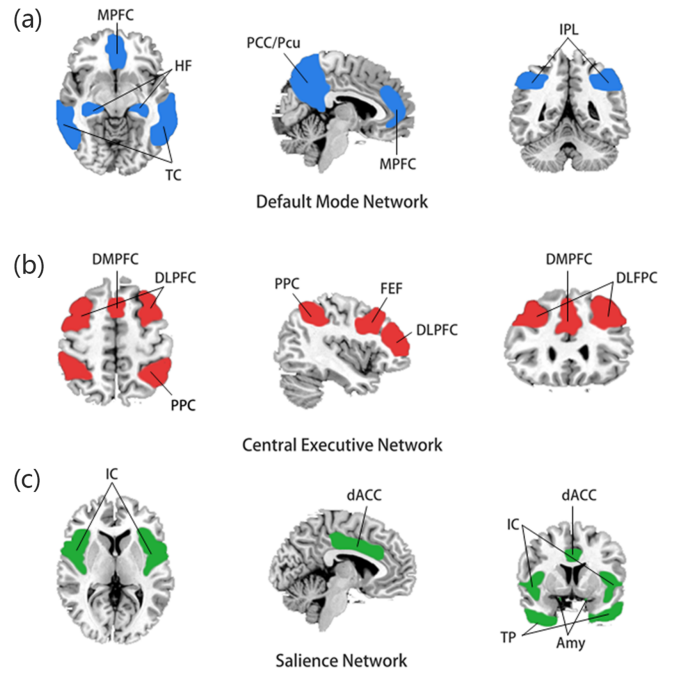 (a)
MPFC
HF
TC
PCC/Pcu
MPFC
IPL
Default Mode Network
(b)
DMPFC
DLPFC
PPC
PPC
FEF
DLPFC
DMPFC
DLFPC
Central Executive Network
(c)
IC
dACC
dACC
IC
TP
Amy
Salience Network